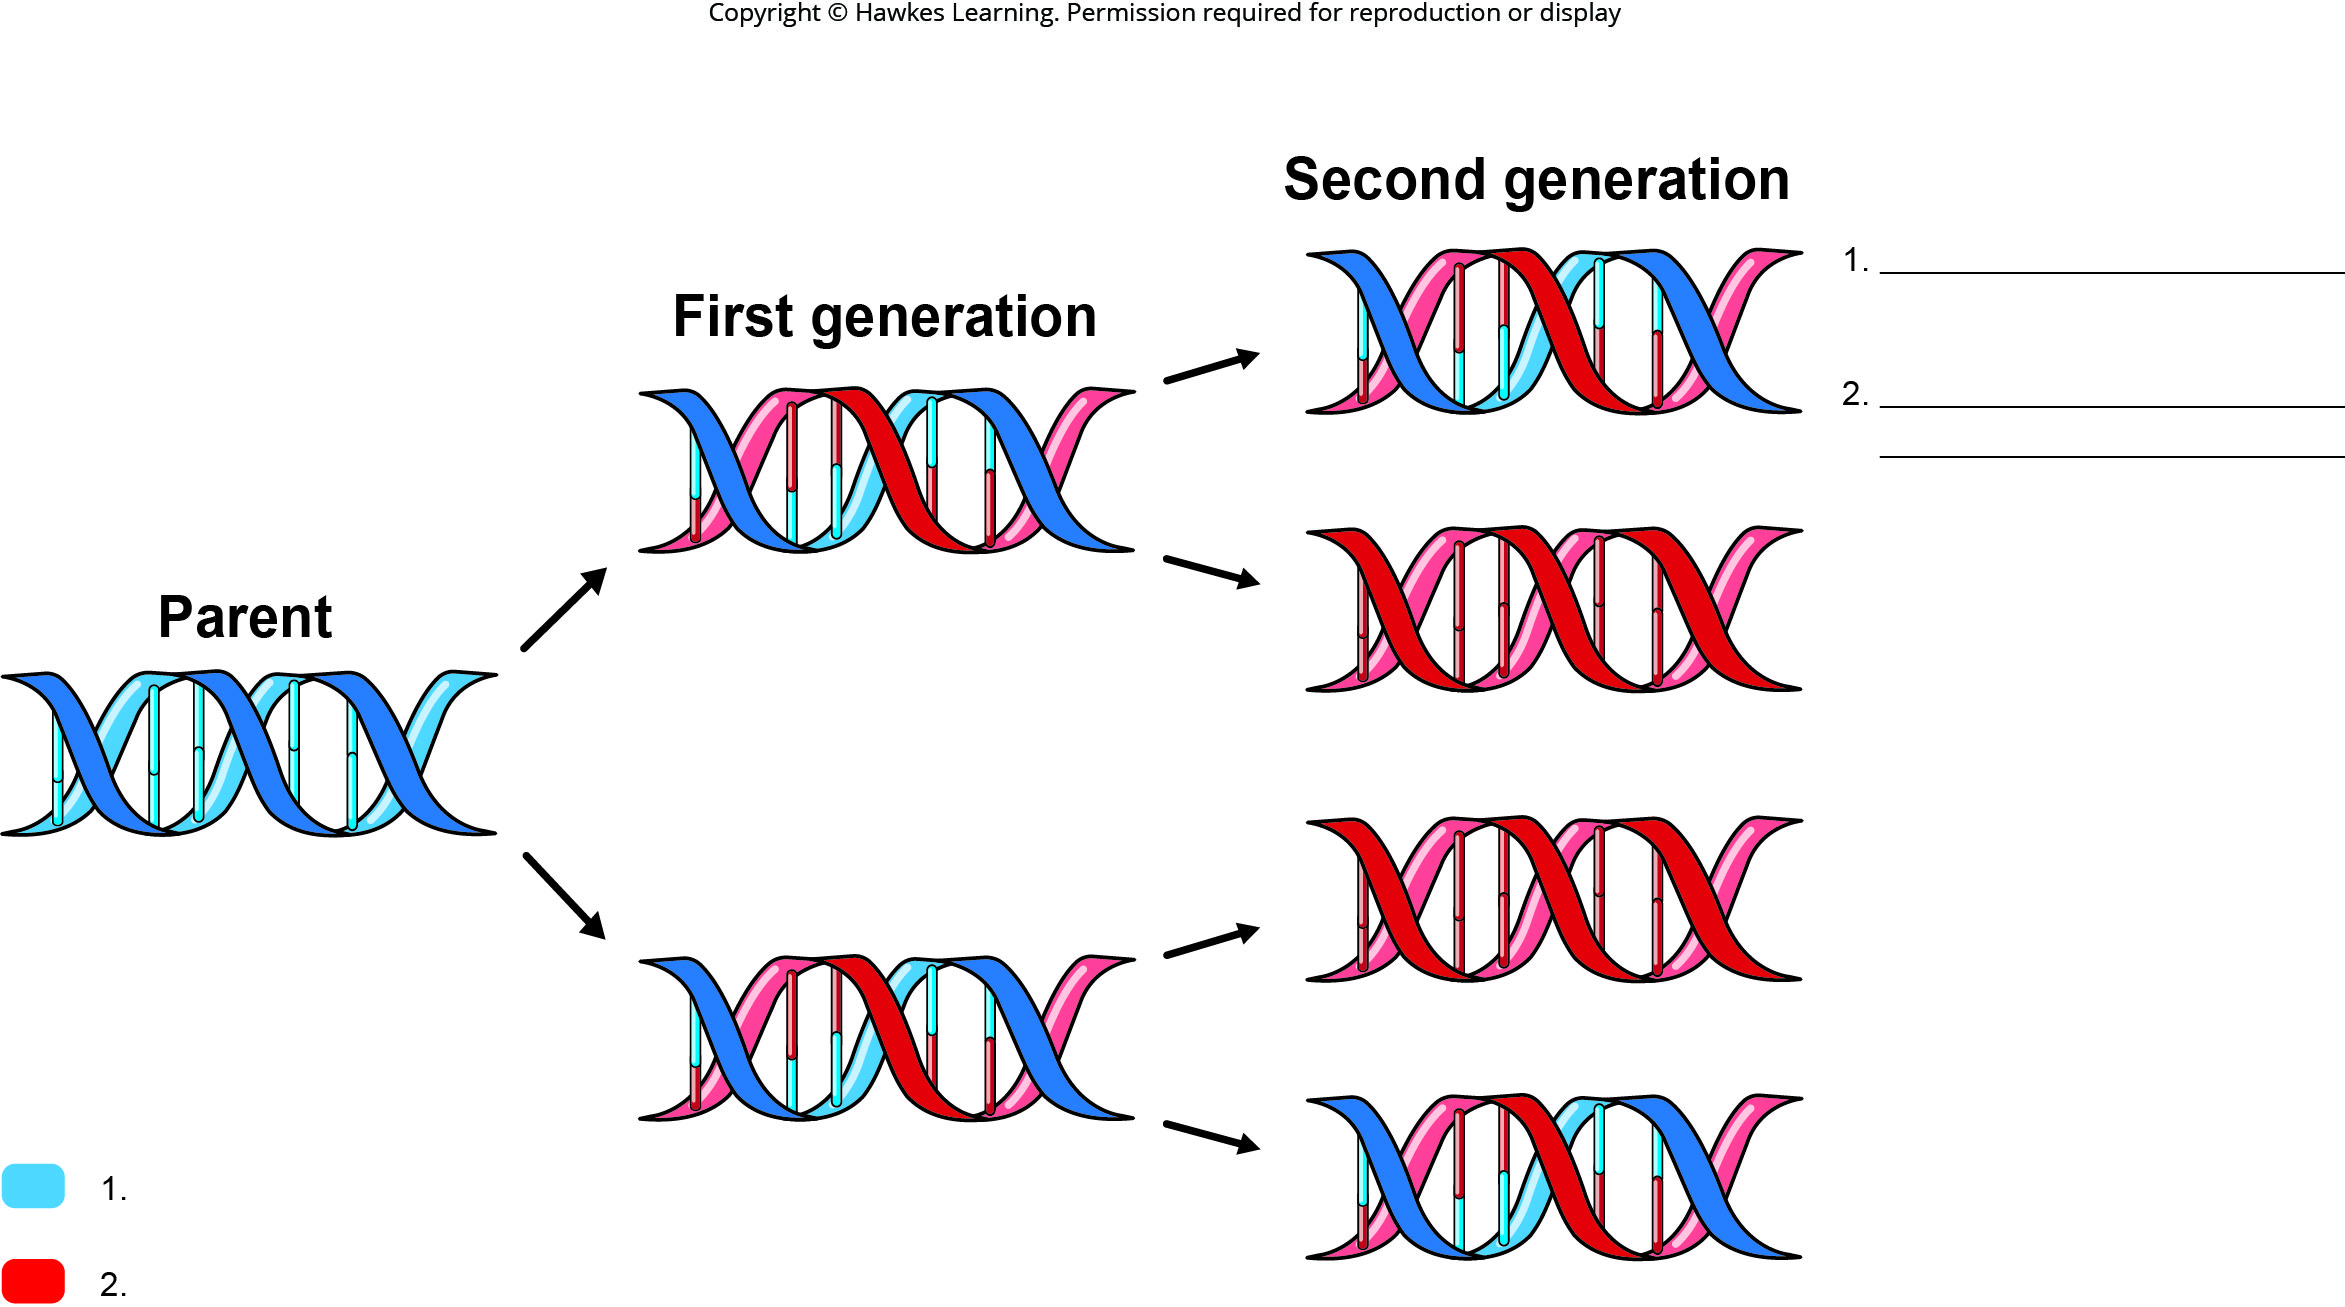 Copyright © Hawkes Learning. Permission required for reproduction or display
Second generation
1.
First generation
2.
Parent
1.
2.